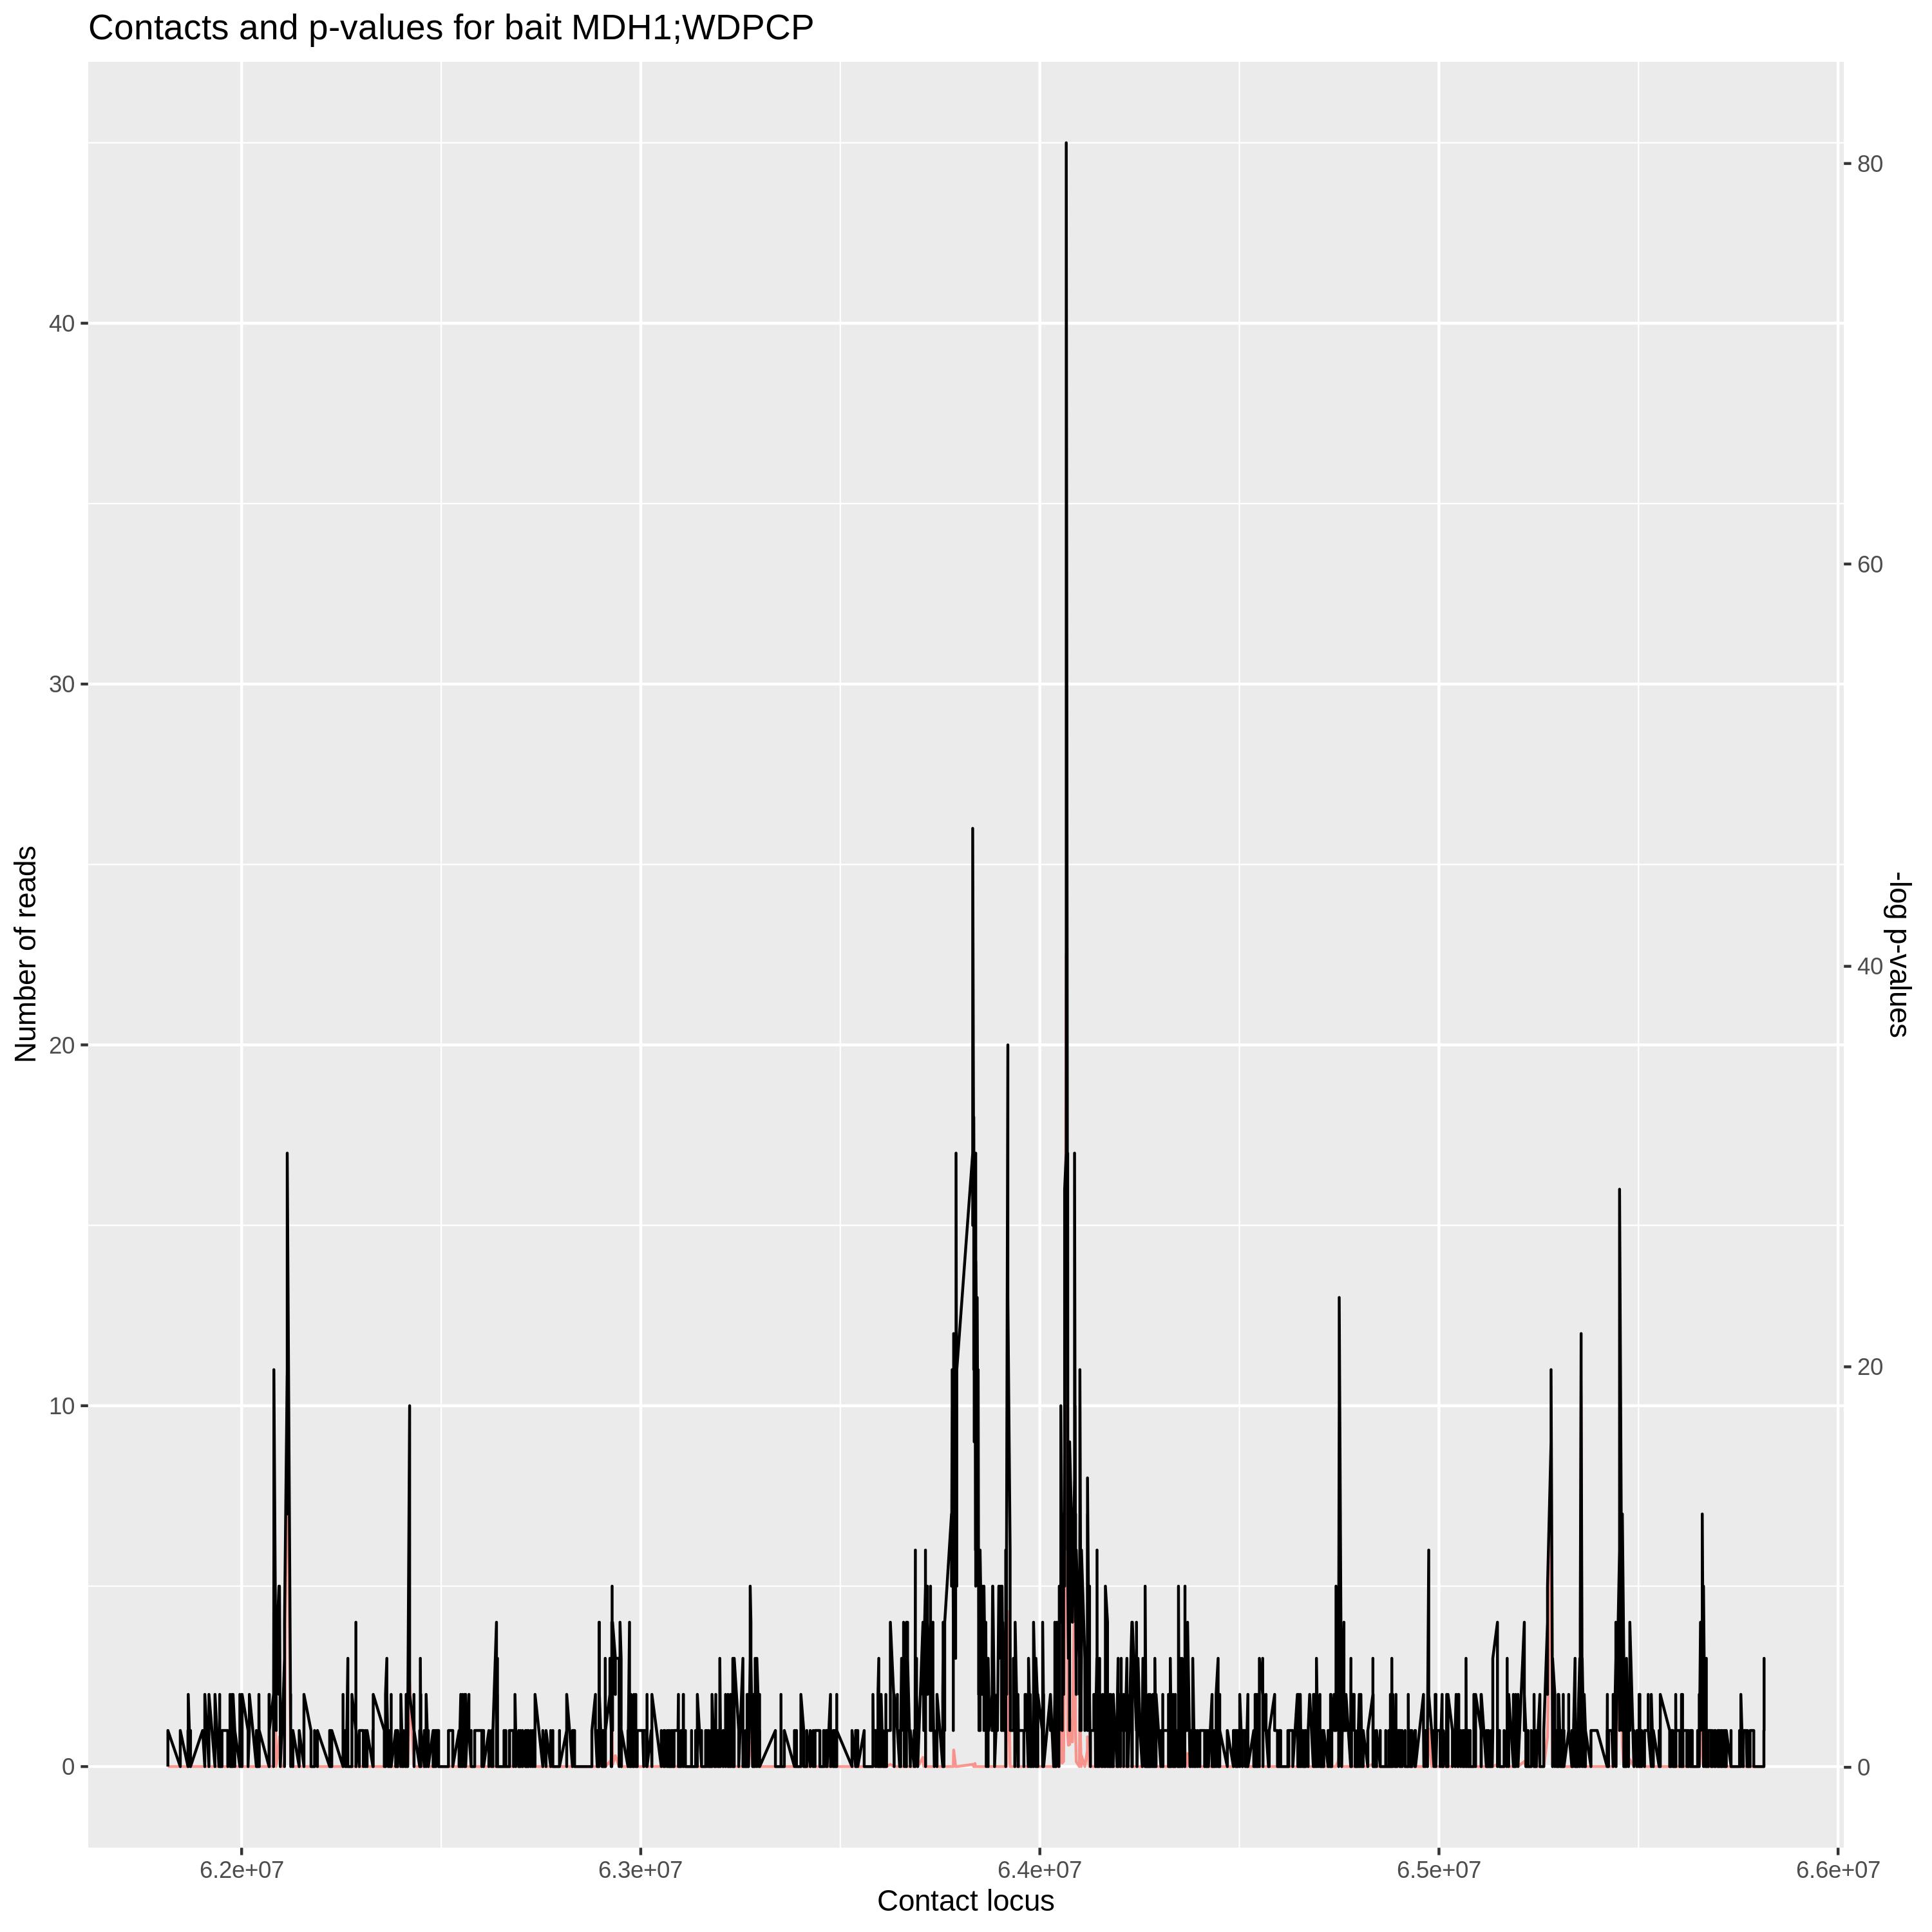 Contacts and p-values for bait MDH1;WDPCP
Number of reads
40
30
20
10
0
80
60
40
20
0
-log p-values
6.2e+07 6.3e+07 6.4e+07 6.5e+07 6.6e+07
Contact locus